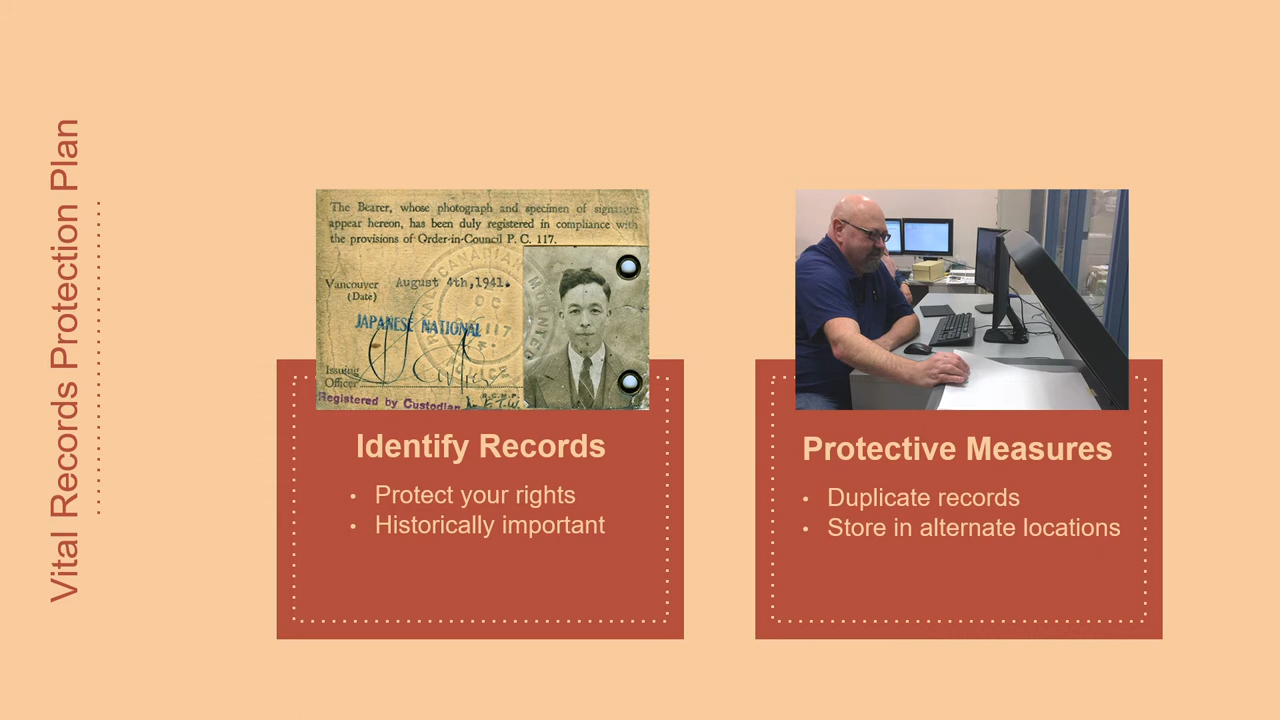 Vital Records Protection Plan
The Bearer, whose photograph and specimen of signature
appear hereon, has been duly registered in compliance with
the provisions of Order-in-Council P. C. 117.
Vancouver August 4th,1941.
(Date)
JAPANESE NATIONAL
Issuing
Officer
Registered by Custodian
Identify Records
• Protect your rights
• Historically important
Protective Measures
• Duplicate records
• Store in alternate locations